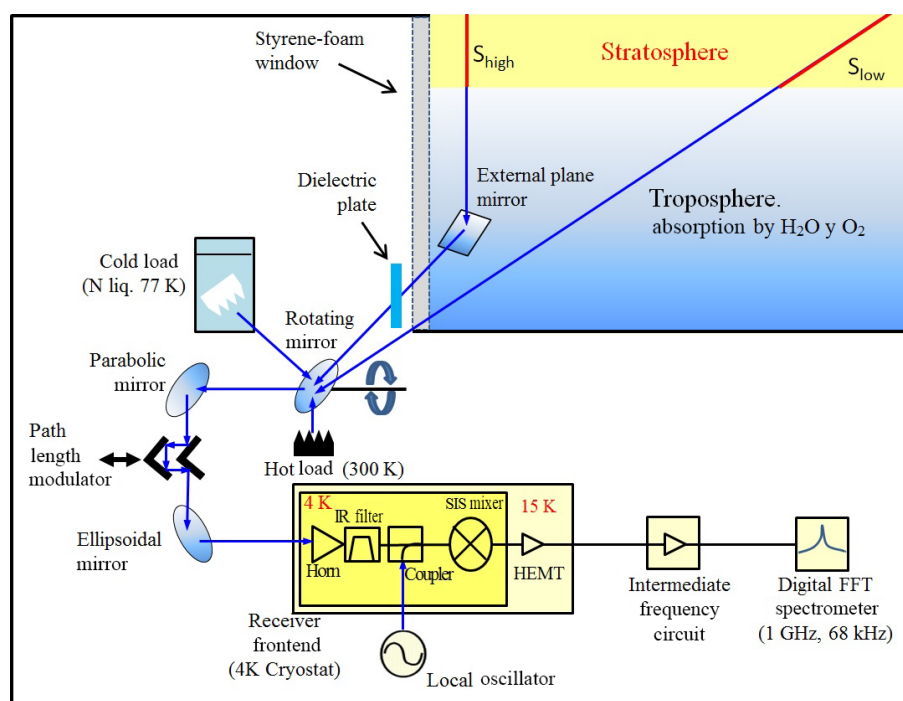 Styrene-foam
window
S_high
Stratosphere
S_low
External plane
mirror
Dielectric
plate
Troposphere.
absorption by H₂O y O₂
Cold load
(N liq. 77 K)
Rotating
mirror
Parabolic
mirror
Path
length
modulator
Hot load (300 K)
4 K
SIS mixer
15 K
IR filter
Ellipsoidal
mirror
Horn
Coupler
HEMT
Intermediate
frequency
circuit
Digital FFT
spectrometer
(1 GHz, 68 kHz)
Receiver
frontend
(4K Cryostat)
Local oscillator